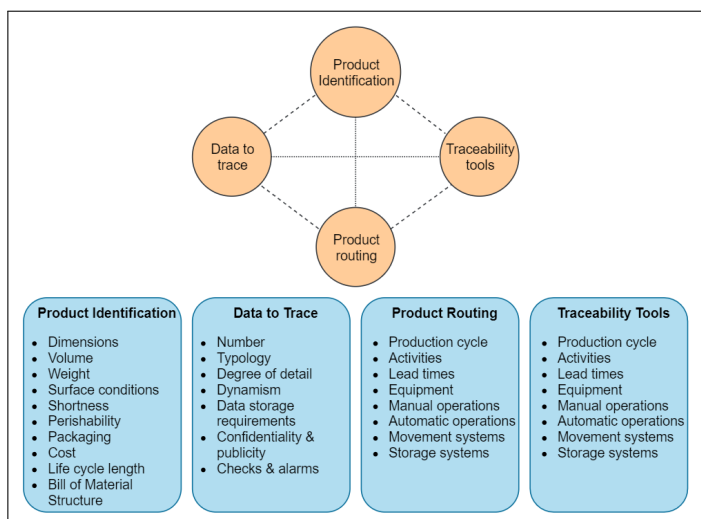 Product
Identification
Data to
trace
Traceability
tools
Product
routing
Product Identification
• Dimensions
• Volume
• Weight
• Surface conditions
• Shortness
• Perishability
• Packaging
• Cost
• Life cycle length
• Bill of Material
Structure
Data to Trace
• Number
• Typology
• Degree of detail
• Dynamism
• Data storage
requirements
• Confidentiality &
publicity
• Checks & alarms
Product Routing
• Production cycle
• Activities
• Lead times
• Equipment
• Manual operations
• Automatic operations
• Movement systems
• Storage systems
Traceability Tools
• Production cycle
• Activities
• Lead times
• Equipment
• Manual operations
• Automatic operations
• Movement systems
• Storage systems